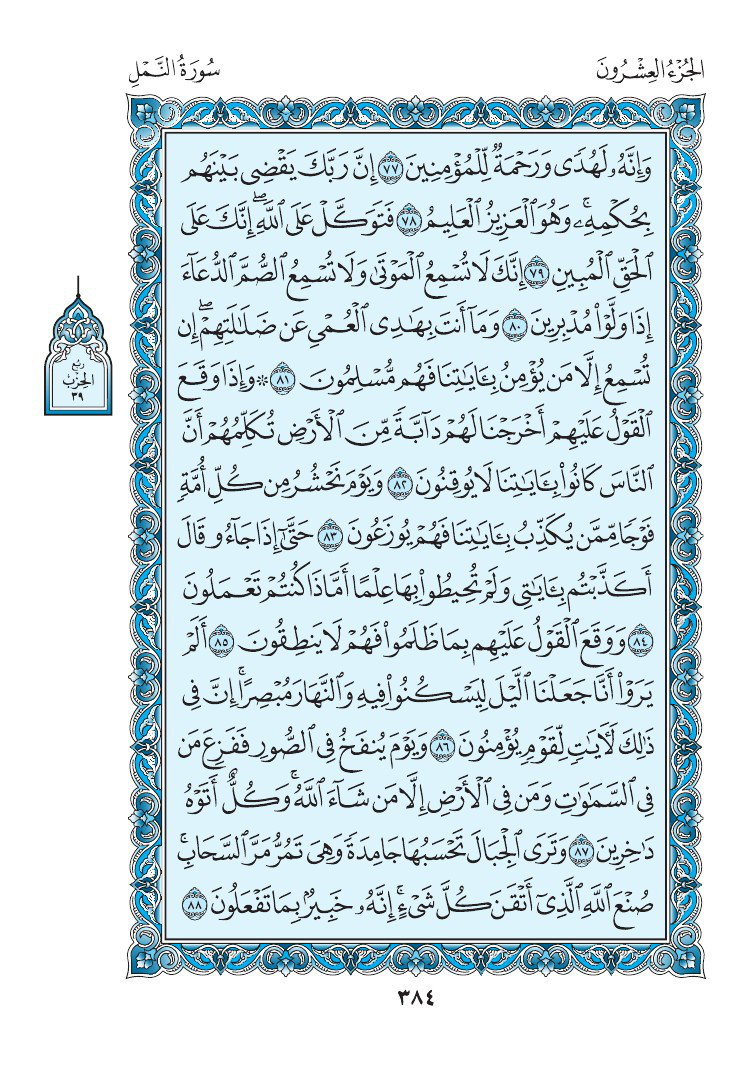 الجُزْءُ العِشْرُونَ
سُورَةُ النَّمْلِ
وَإِنَّهُۥ لَهُدًى وَرَحْمَةٌ لِّلْمُؤْمِنِينَ ٧٧ إِنَّ رَبَّكَ يَقْضِى بَيْنَهُم
بِحُكْمِهِۦۚ وَهُوَ ٱلْعَزِيزُ ٱلْعَلِيمُ ٧٨ فَتَوَكَّلْ عَلَى ٱللَّهِۖ إِنَّكَ عَلَى
ٱلْحَقِّ ٱلْمُبِينِ ٧٩ إِنَّكَ لَا تُسْمِعُ ٱلْمَوْتَىٰ وَلَا تُسْمِعُ ٱلصُّمَّ ٱلدُّعَآءَ
إِذَا وَلَّوْا۟ مُدْبِرِينَ ٨٠ وَمَآ أَنتَ بِهَـٰدِى ٱلْعُمْىِ عَن ضَلَـٰلَتِهِمْۖ إِن
تُسْمِعُ إِلَّا مَن يُؤْمِنُ بِـَٔايَـٰتِنَا فَهُم مُّسْلِمُونَ ٨١ ۞ وَإِذَا وَقَعَ
ٱلْقَوْلُ عَلَيْهِمْ أَخْرَجْنَا لَهُمْ دَآبَّةً مِّنَ ٱلْأَرْضِ تُكَلِّمُهُمْ أَنَّ
ٱلنَّاسَ كَانُوا۟ بِـَٔايَـٰتِنَا لَا يُوقِنُونَ ٨٢ وَيَوْمَ نَحْشُرُ مِن كُلِّ أُمَّةٍ
فَوْجًا مِّمَّن يُكَذِّبُ بِـَٔايَـٰتِنَا فَهُمْ يُوزَعُونَ ٨٣ حَتَّىٰٓ إِذَا جَآءُو قَالَ
أَكَذَّبْتُم بِـَٔايَـٰتِى وَلَمْ تُحِيطُوا۟ بِهَا عِلْمًا أَمَّاذَا كُنتُمْ تَعْمَلُونَ
٨٤ وَوَقَعَ ٱلْقَوْلُ عَلَيْهِم بِمَا ظَلَمُوا۟ فَهُمْ لَا يَنطِقُونَ ٨٥ أَلَمْ
يَرَوْا۟ أَنَّا جَعَلْنَا ٱلَّيْلَ لِيَسْكُنُوا۟ فِيهِ وَٱلنَّهَارَ مُبْصِرًاۚ إِنَّ فِى
ذَٰلِكَ لَـَٔايَـٰتٍ لِّقَوْمٍ يُؤْمِنُونَ ٨٦ وَيَوْمَ يُنفَخُ فِى ٱلصُّورِ فَفَزِعَ مَن
فِى ٱلسَّمَـٰوَٰتِ وَمَن فِى ٱلْأَرْضِ إِلَّا مَن شَآءَ ٱللَّهُۚ وَكُلٌّ أَتَوْهُ
دَٰخِرِينَ ٨٧ وَتَرَى ٱلْجِبَالَ تَحْسَبُهَا جَامِدَةً وَهِىَ تَمُرُّ مَرَّ ٱلسَّحَابِۚ
صُنْعَ ٱللَّهِ ٱلَّذِىٓ أَتْقَنَ كُلَّ شَىْءٍۚ إِنَّهُۥ خَبِيرٌۢ بِمَا تَفْعَلُونَ ٨٨
رُبع
الحِزْبِ
٣٩
٣٨٤